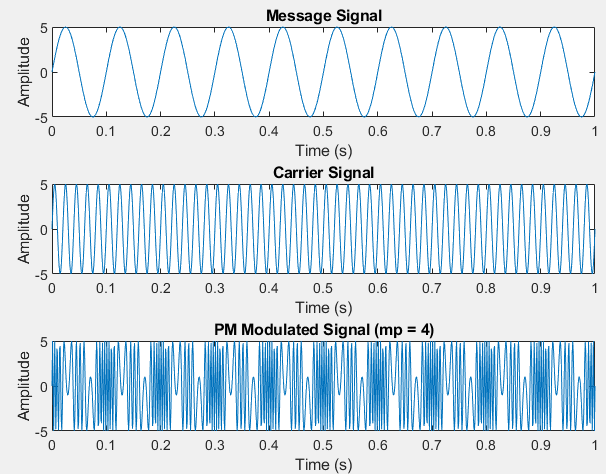 Message Signal
5
0
-5
Amplitude
0 0.1 0.2 0.3 0.4 0.5 0.6 0.7 0.8 0.9 1
Time (s)
Carrier Signal
5
0
-5
Amplitude
0 0.1 0.2 0.3 0.4 0.5 0.6 0.7 0.8 0.9 1
Time (s)
PM Modulated Signal (mp = 4)
5
0
-5
Amplitude
0 0.1 0.2 0.3 0.4 0.5 0.6 0.7 0.8 0.9 1
Time (s)